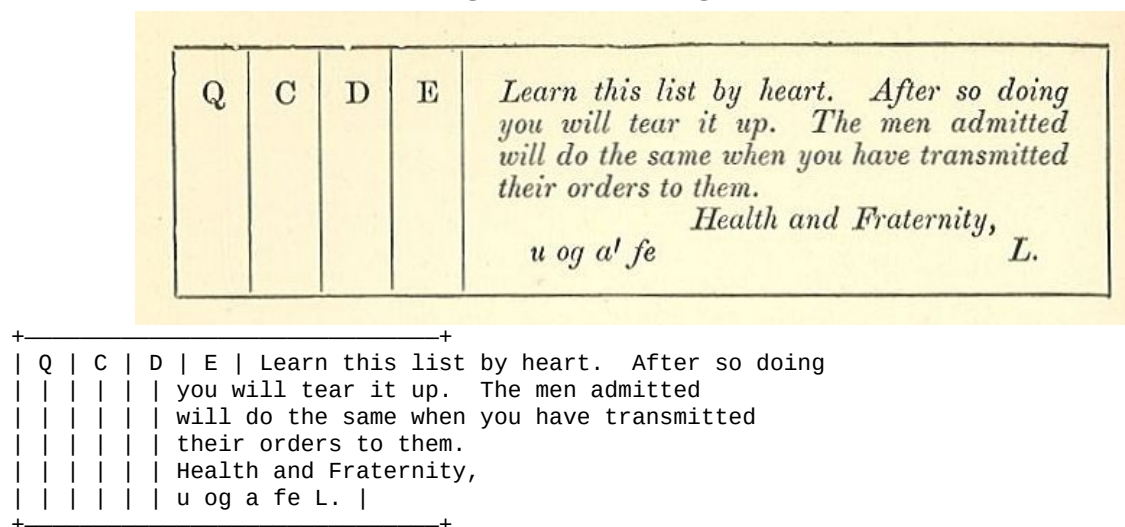 Q C D E Learn this list by heart. After so doing
you will tear it up. The men admitted
will do the same when you have transmitted
their orders to them.
Health and Fraternity,
u og a' fe L.
+——————————————————————————————+
| Q | C | D | E | Learn this list by heart. After so doing
| | | | | | you will tear it up. The men admitted
| | | | | | will do the same when you have transmitted
| | | | | | their orders to them.
| | | | | | Health and Fraternity,
| | | | | | u og a fe L. |
+——————————————————————————————+